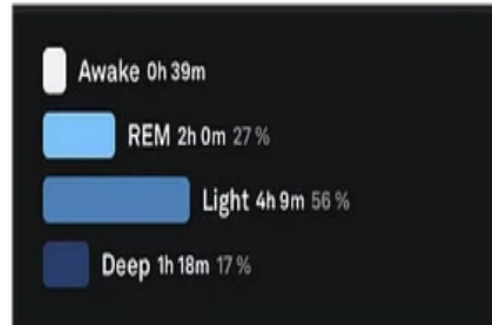 Awake 0h 39m
REM 2h 0m 27 %
Light 4h 9m 56 %
Deep 1h 18m 17 %